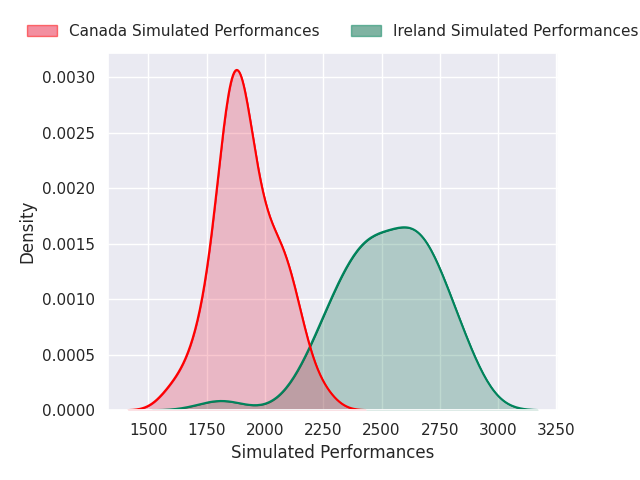 Canada Simulated Performances Ireland Simulated Performances
0.0030
0.0025
0.0020
0.0015
0.0010
0.0005
0.0000
Density
1500 1750 2000 2250 2500 2750 3000 3250
Simulated Performances